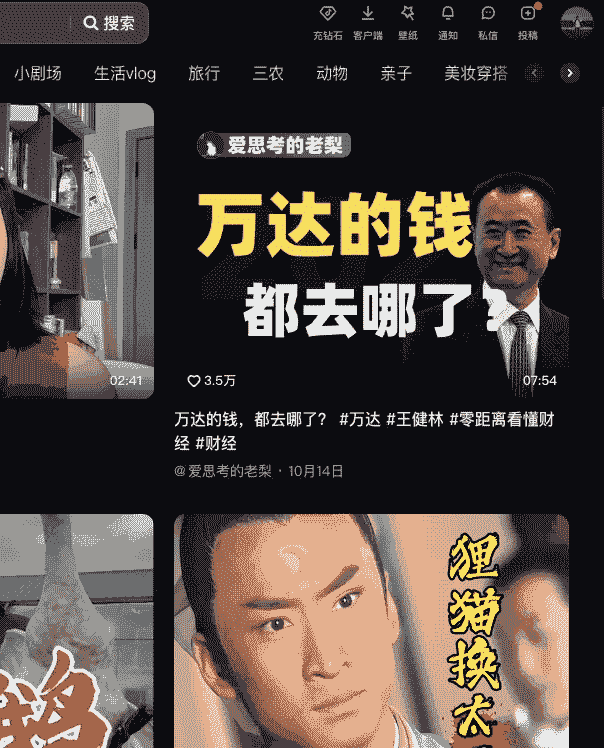 搜索
充钻石 客户端 壁纸 通知 私信 投稿
小剧场 生活vlog 旅行 三农 动物 亲子 美妆穿搭
爱思考的老梨
万达的钱
都去哪了?
02:41
3.5万 07:54
万达的钱，都去哪了？ #万达 #王健林 #零距离看懂财
经 #财经
@爱思考的老梨 · 10月14日
狸猫换太